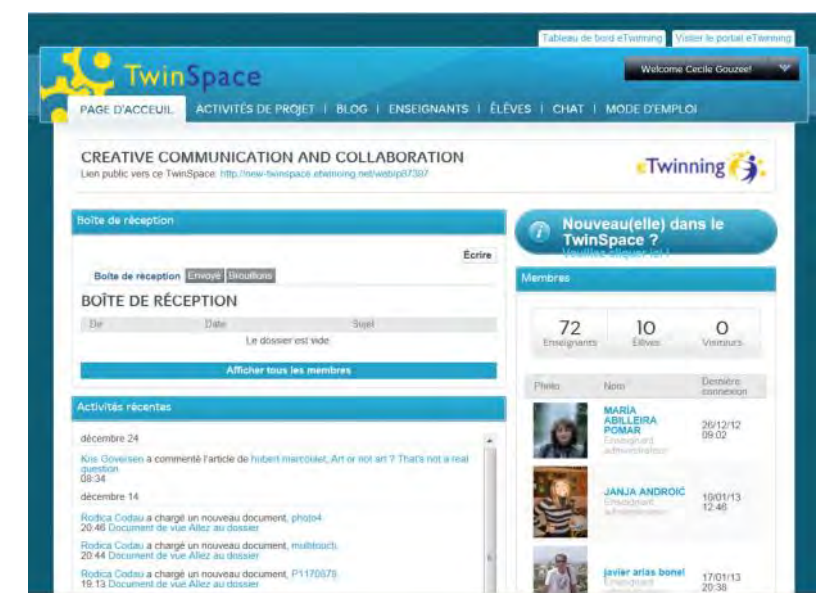 Tableau de bord eTwinning
Visiter le portail eTwinning
Welcome Cecile Gouzee!
TwinSpace
PAGE D'ACCEUIL
ACTIVITÉS DE PROJET | BLOG | ENSEIGNANTS | ÉLÈVES | CHAT | MODE D'EMPLOI
CREATIVE COMMUNICATION AND COLLABORATION
Lien public vers ce TwinSpace: http://new-twinspace.etwinning.net/web/p87397
eTwinning
Boîte de réception
Écrire
Boîte de réception Envoyé Brouillons
BOÎTE DE RÉCEPTION
De Date Sujet
Le dossier est vide
Afficher tous les membres
Activités récentes
décembre 24
Kris Goversen a commenté l'article de hubert mercoulet, Art or not art ? That's not a real
question
08:34
décembre 14
Rodica Codau a chargé un nouveau document, photo4.
20:46 Document de vue Allez au dossier
Rodica Codau a chargé un nouveau document, multitouch.
20:44 Document de vue Allez au dossier
Rodica Codau a chargé un nouveau document,
19:13 Document de vue Allez au dossier
Nouveau(elle) dans le
TwinSpace ?
Veuillez cliquer ici !
Membres
72 10 0
Enseignants Élèves Visiteurs
Photo Nom Dernière
connexion
MARÍA
ABILLEIRA
POMAR
Enseignant
administrateur
26/12/12
09:02
JANJA ANDROIĆ
Enseignant
administrateur
10/01/13
12:46
javier arias bonel
Enseignant
17/01/13
20:38